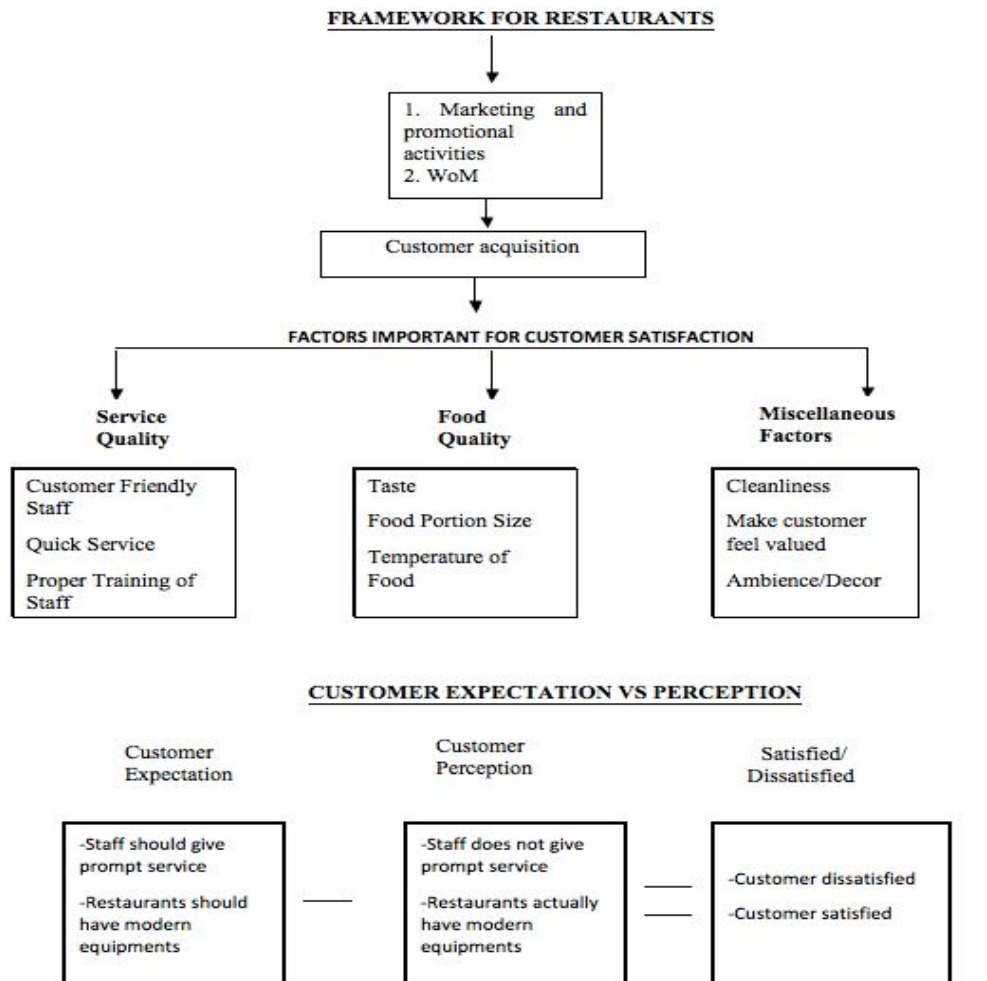 FRAMEWORK FOR RESTAURANTS
1. Marketing and
promotional
activities
2. WoM
Customer acquisition
FACTORS IMPORTANT FOR CUSTOMER SATISFACTION
Service
Quality
Customer Friendly
Staff
Quick Service
Proper Training of
Staff
Food
Quality
Taste
Food Portion Size
Temperature of
Food
Miscellaneous
Factors
Cleanliness
Make customer
feel valued
Ambience/Decor
CUSTOMER EXPECTATION VS PERCEPTION
Customer
Expectation
-Staff should give
prompt service
-Restaurants should
have modern
equipments
Customer
Perception
-Staff does not give
prompt service
-Restaurants actually
have modern
equipments
Satisfied/
Dissatisfied
-Customer dissatisfied
-Customer satisfied